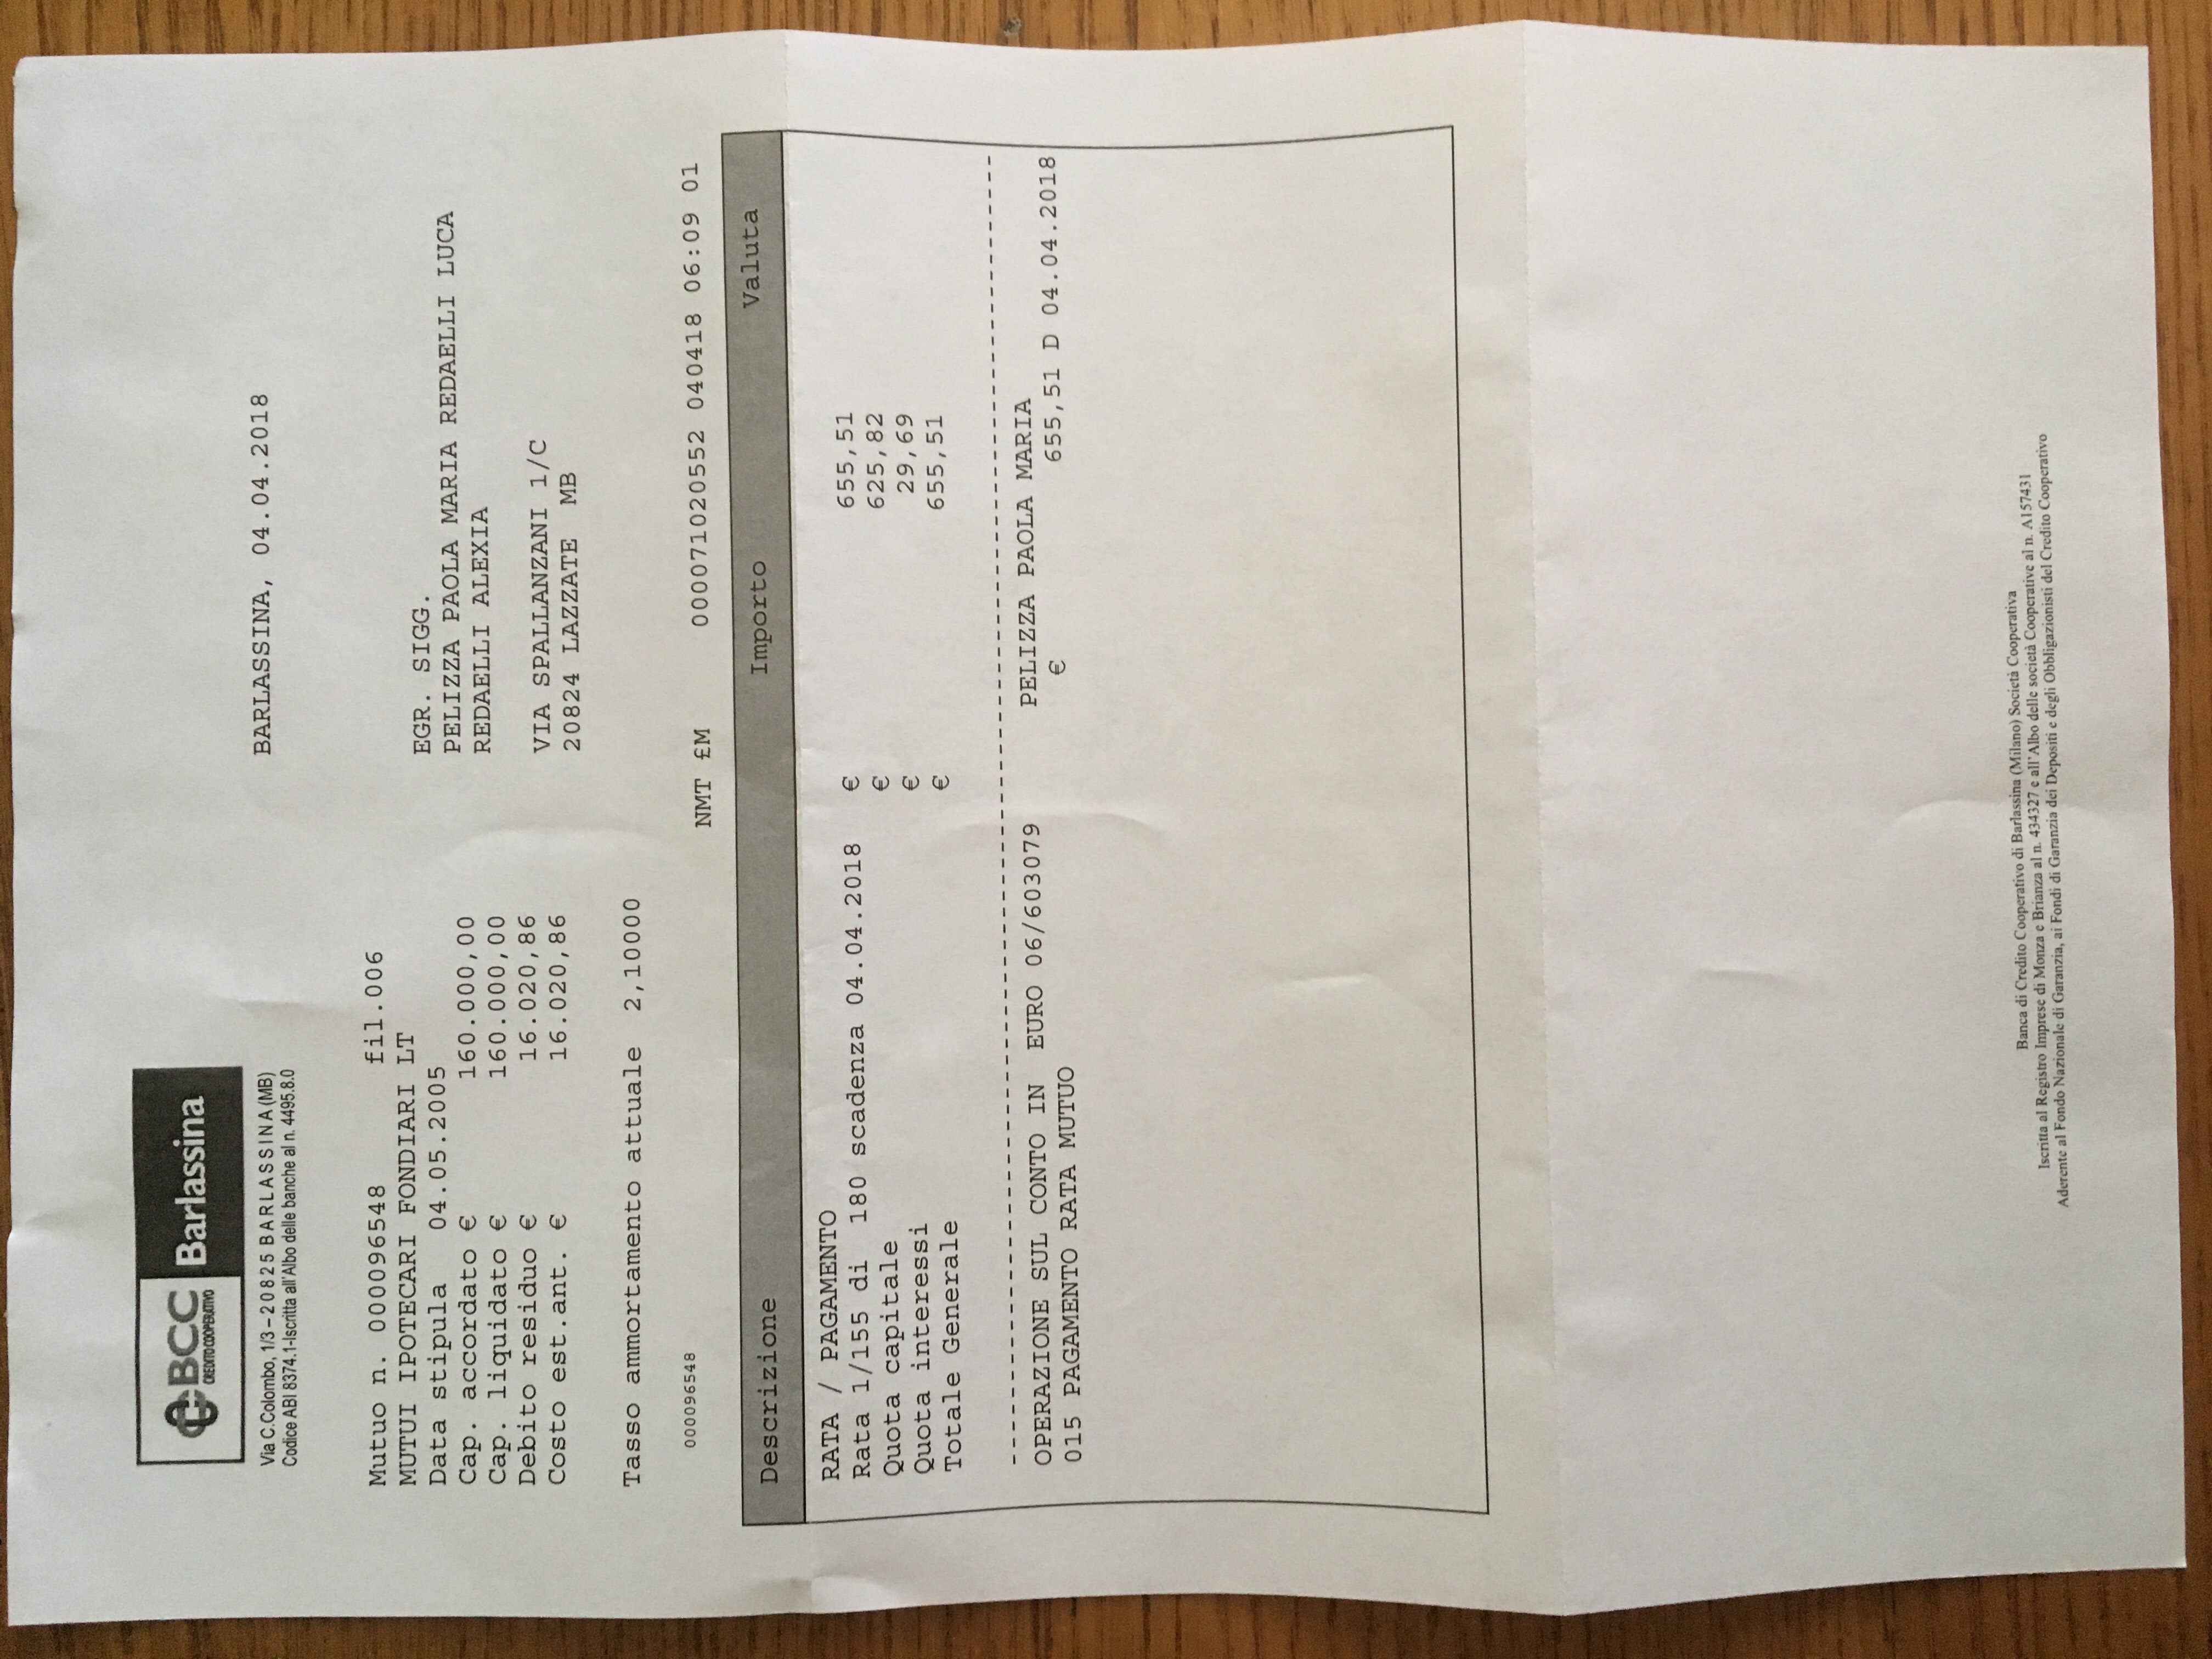 BCC
CREDITO COOPERATIVO
Barlassina
Via C.Colombo, 1/3 – 20825 BARLASSINA (MB)
Codice ABI 8374.1-Iscritta all'Albo delle banche al n. 4495.8.0
BARLASSINA, 04.04.2018
Mutuo n. 000096548 fil.006
MUTUI IPOTECARI FONDIARI LT
Data stipula 04.05.2005
Cap. accordato € 160.000,00
Cap. liquidato € 160.000,00
Debito residuo € 16.020,86
Costo est.ant. € 16.020,86
EGR. SIGG.
PELIZZA PAOLA MARIA REDAELLI LUCA
REDAELLI ALEXIA
VIA SPALLANZANI 1/C
20824 LAZZATE MB
Tasso ammortamento attuale 2,10000
000096548
NMT £M 000071020552 040418 06:09 01
Descrizione Importo Valuta
RATA / PAGAMENTO
Rata 1/155 di 180 scadenza 04.04.2018 € 655,51
Quota capitale € 625,82
Quota interessi € 29,69
Totale Generale € 655,51
--------------------------------------------------------------------------------
OPERAZIONE SUL CONTO IN EURO 06/603079 PELIZZA PAOLA MARIA
015 PAGAMENTO RATA MUTUO € 655,51 D 04.04.2018
Banca di Credito Cooperativo di Barlassina (Milano) Società Cooperativa
Iscritta al Registro Imprese di Monza e Brianza al n. 434327 e all'Albo delle società Cooperative al n. A157431
Aderente al Fondo Nazionale di Garanzia, ai Fondi di Garanzia dei Depositi e degli Obbligazionisti del Credito Cooperativo